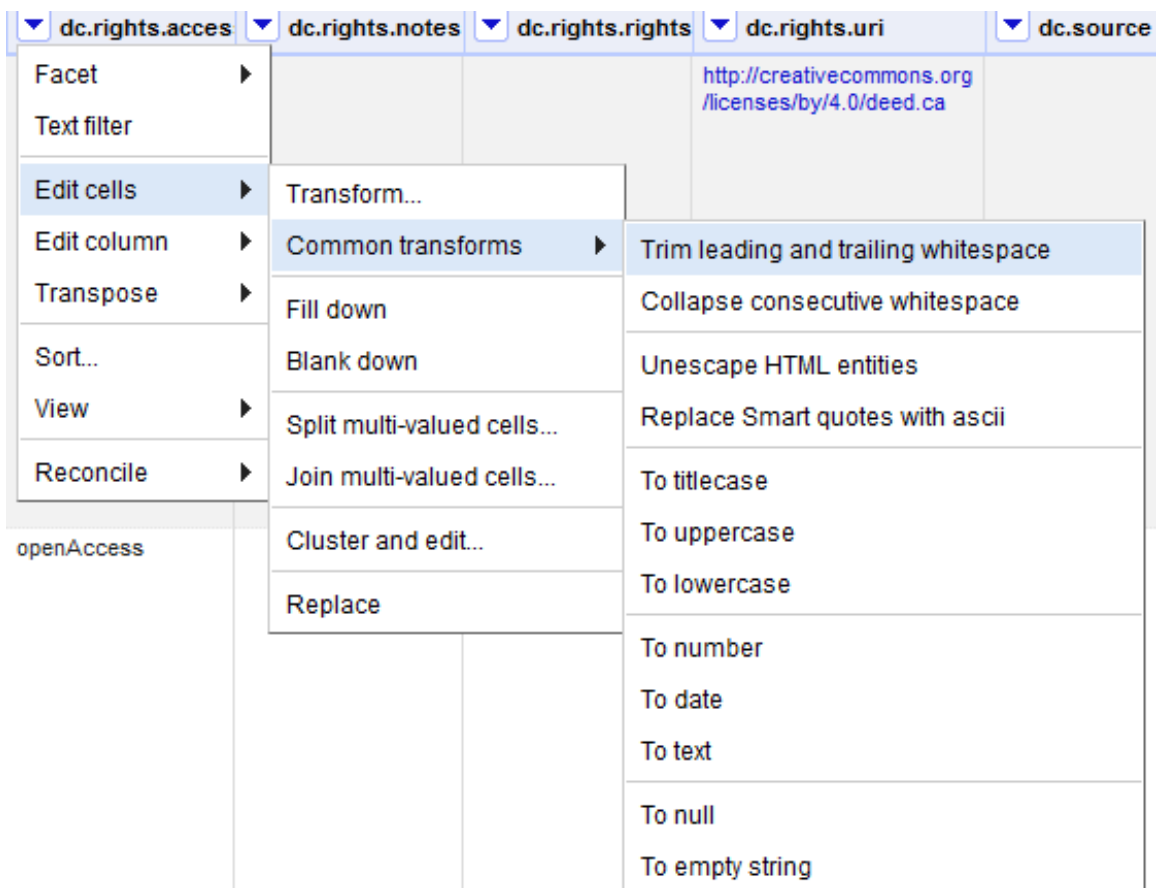 dc.rights.acces dc.rights.notes dc.rights.rights dc.rights.uri dc.source
http://creativecommons.org
/licenses/by/4.0/deed.ca
Facet
Text filter
Edit cells
Edit column
Transpose
Sort...
View
Reconcile
Transform...
Common transforms
Fill down
Blank down
Split multi-valued cells...
Join multi-valued cells...
Cluster and edit...
Replace
Trim leading and trailing whitespace
Collapse consecutive whitespace
Unescape HTML entities
Replace Smart quotes with ascii
To titlecase
To uppercase
To lowercase
To number
To date
To text
To null
To empty string
openAccess